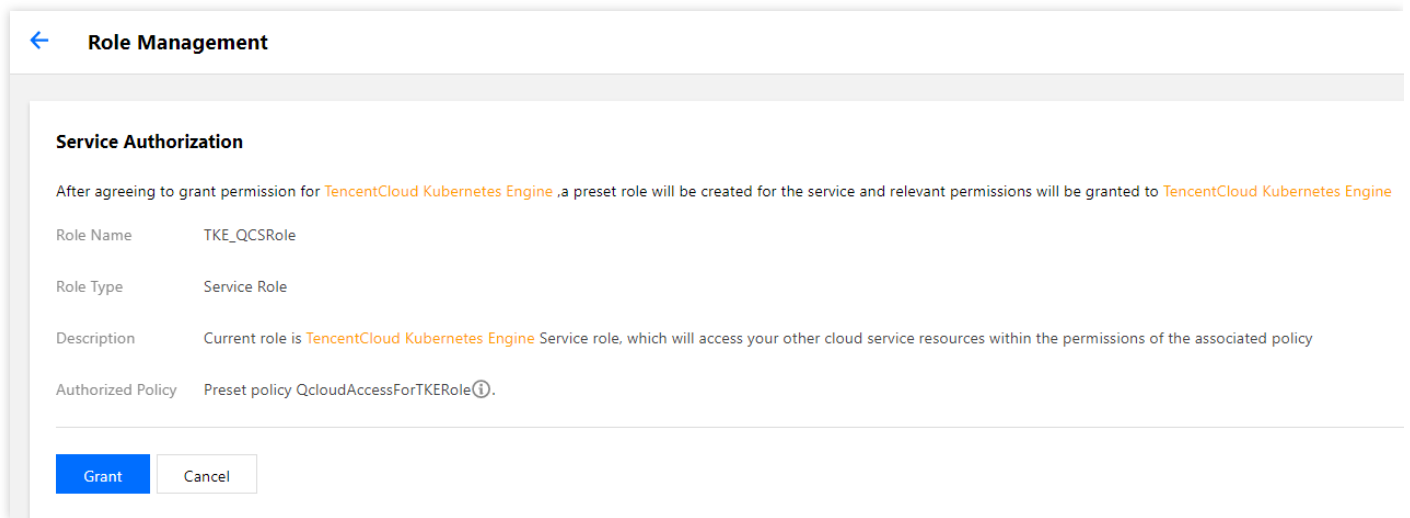 Role Management
Service Authorization
After agreeing to grant permission for TencentCloud Kubernetes Engine ,a preset role will be created for the service and relevant permissions will be granted to TencentCloud Kubernetes Engine
Role Name TKE_QCSRole
Role Type Service Role
Description Current role is TencentCloud Kubernetes Engine Service role, which will access your other cloud service resources within the permissions of the associated policy
Authorized Policy Preset policy QcloudAccessForTKERole.
Grant Cancel